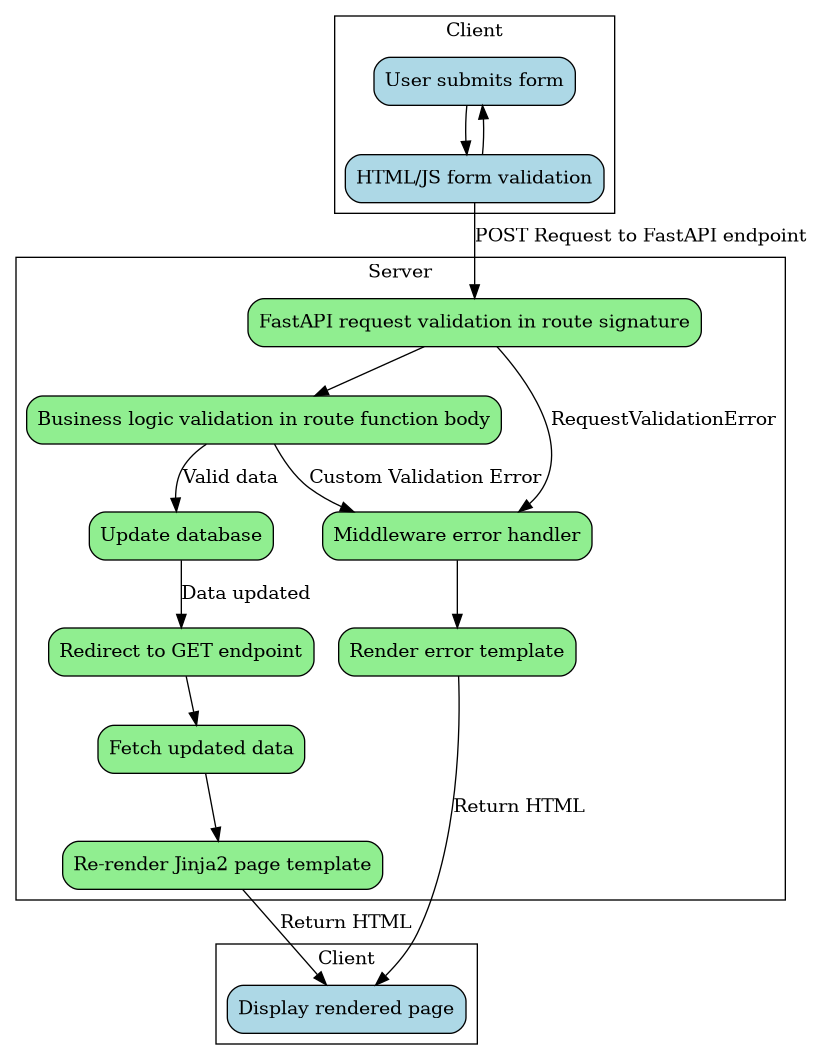 Client
User submits form
HTML/JS form validation
POST Request to FastAPI endpoint
Server
FastAPI request validation in route signature
Business logic validation in route function body
RequestValidationError
Valid data
Custom Validation Error
Update database
Middleware error handler
Data updated
Redirect to GET endpoint
Render error template
Fetch updated data
Return HTML
Re-render Jinja2 page template
Return HTML
Client
Display rendered page